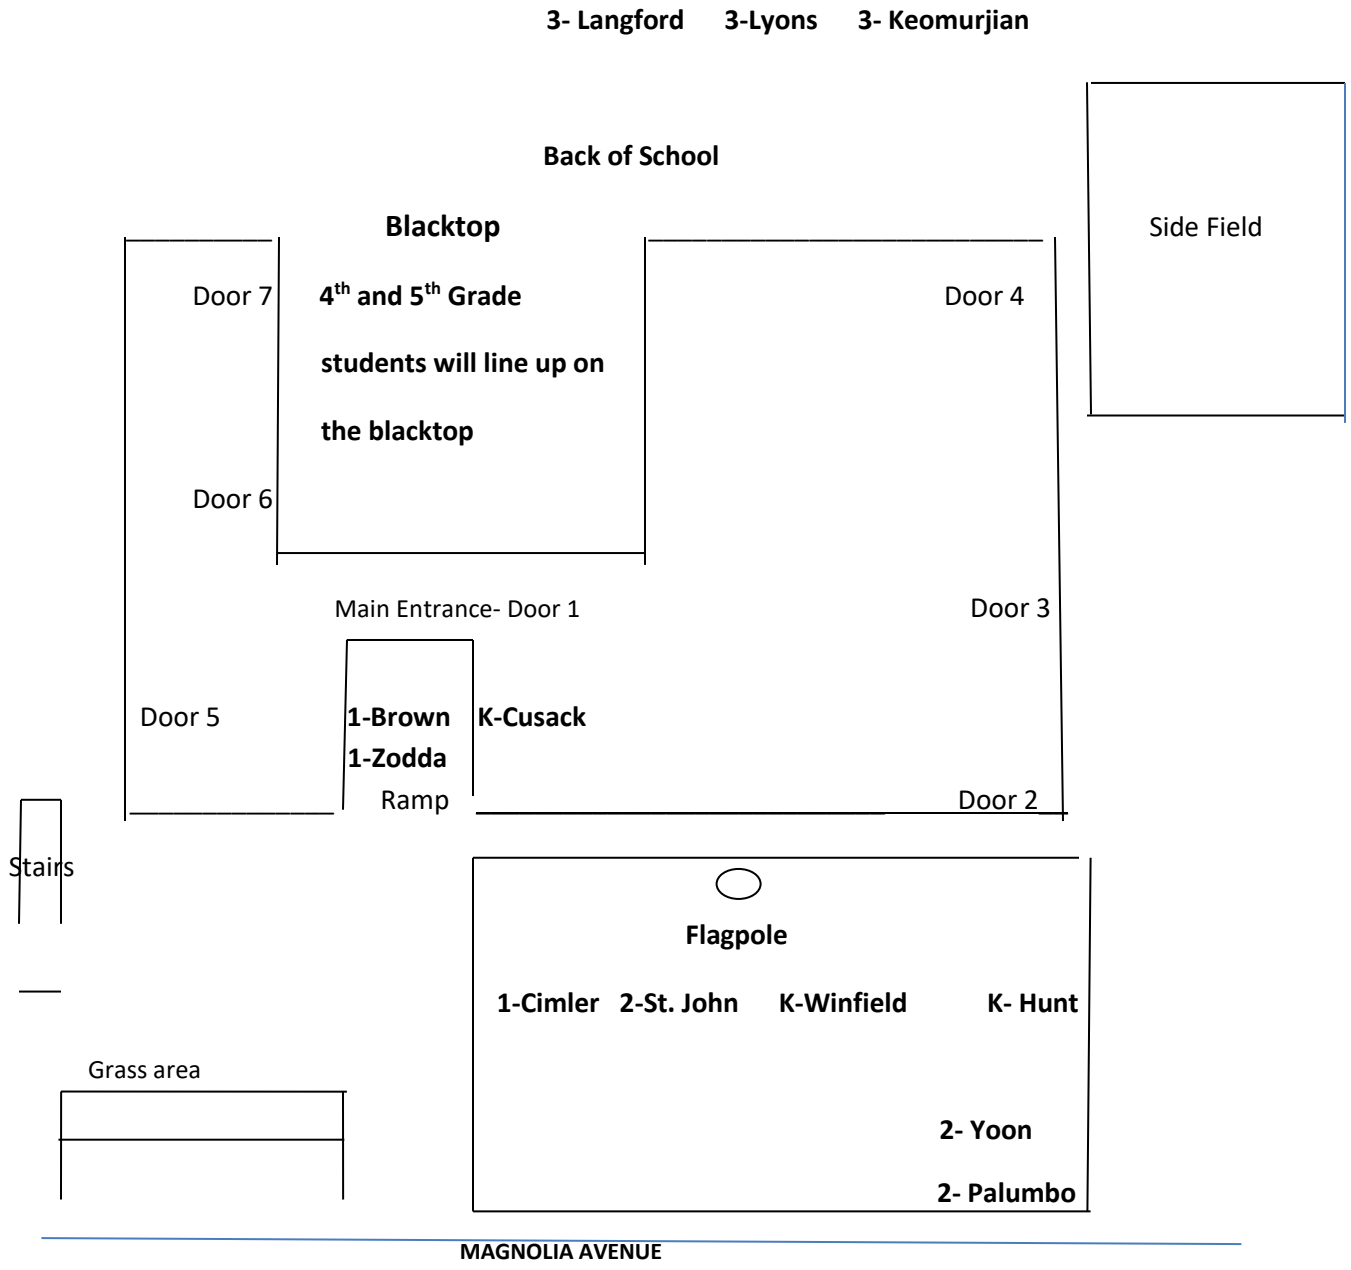 3- Langford 3-Lyons 3- Keomurjian
Back of School
Blacktop
Side Field
Door 7
4th and 5th Grade
Door 4
students will line up on
the blacktop
Door 6
Main Entrance- Door 1
Door 3
Door 5
1-Brown
K-Cusack
1-Zodda
Ramp
Door 2
Stairs
Flagpole
1-Cimler 2-St. John K-Winfield K- Hunt
Grass area
2- Yoon
2- Palumbo
MAGNOLIA AVENUE